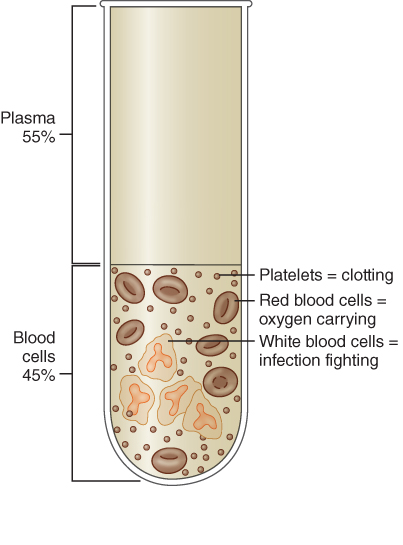 Plasma
55%
Platelets = clotting
Red blood cells =
oxygen carrying
White blood cells =
infection fighting
Blood
cells
45%